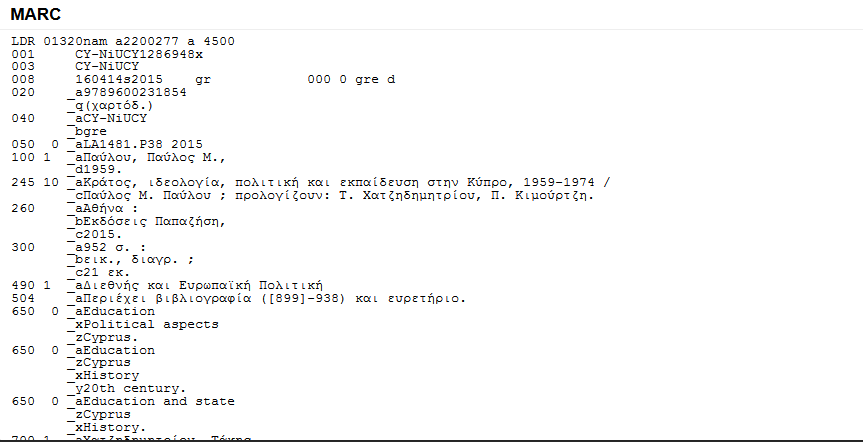 MARC
LDR 01320nam a2200277 a 4500
001     CY-NiUCY1286948x
003     CY-NiUCY
008     160414s2015    gr            000 0 gre d
020    _a9789600231854
       _q(χαρτόδ.)
040    _aCY-NiUCY
       _bgre
050  0 _aLA1481.P38 2015
100 1  _aΠαύλου, Παύλος Μ.,
       _d1959.
245 10 _aΚράτος, ιδεολογία, πολιτική και εκπαίδευση στην Κύπρο, 1959-1974 /
       _cΠαύλος Μ. Παύλου ; προλογίζουν: Τ. Χατζηδημητρίου, Π. Κιμούρτζη.
260    _aΑθήνα :
       _bΕκδόσεις Παπαζήση,
       _c2015.
300    _a952 σ. :
       _bεικ., διαγρ. ;
       _c21 εκ.
490 1  _aΔιεθνής και Ευρωπαϊκή Πολιτική
504    _aΠεριέχει βιβλιογραφία ([899]-938) και ευρετήριο.
650  0 _aEducation
       _xPolitical aspects
       _zCyprus.
650  0 _aEducation
       _zCyprus
       _xHistory
       _y20th century.
650  0 _aEducation and state
       _zCyprus
       _xHistory.
700 1  _aΧατζηδημητρίου, Τάκης